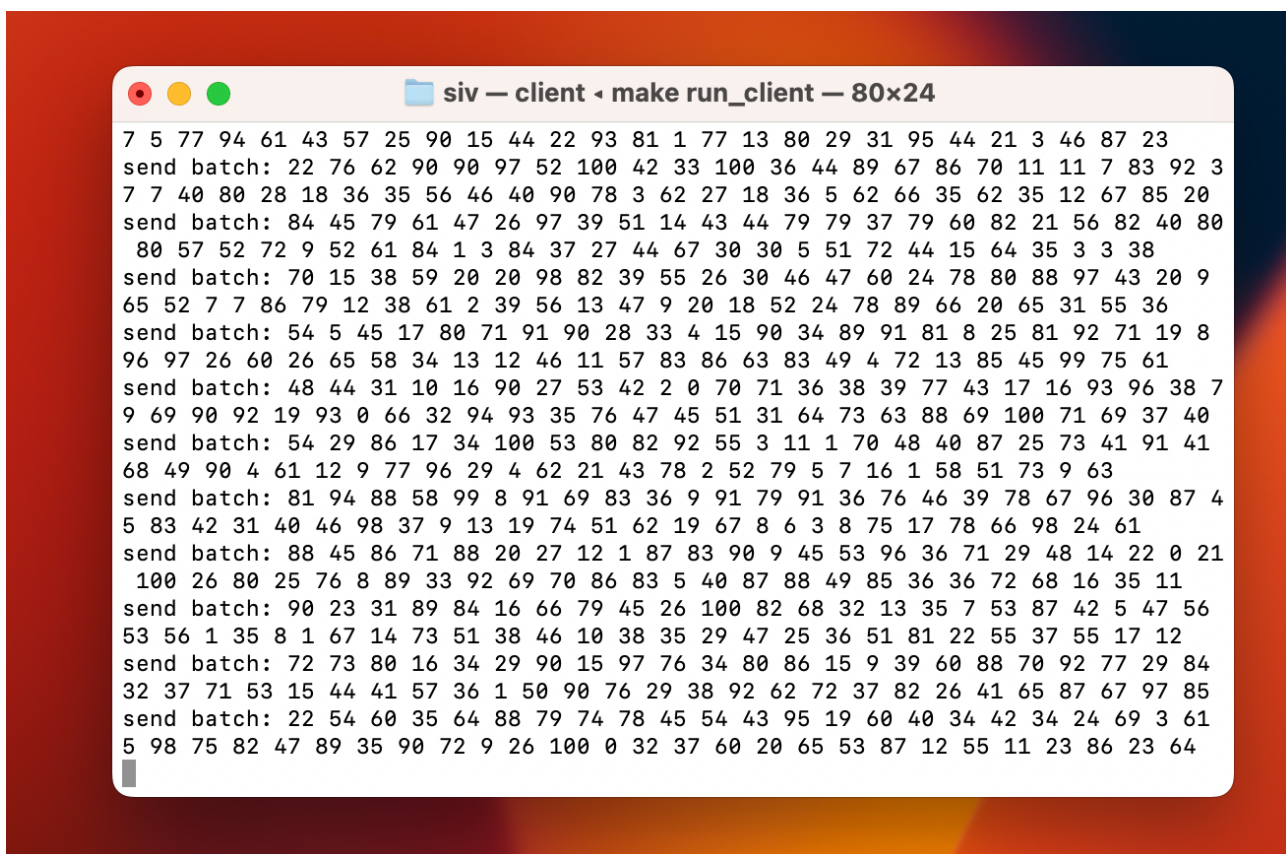 siv — client ◂ make run_client — 80×24
7 5 77 94 61 43 57 25 90 15 44 22 93 81 1 77 13 80 29 31 95 44 21 3 46 87 23
send batch: 22 76 62 90 90 97 52 100 42 33 100 36 44 89 67 86 70 11 11 7 83 92 3
7 7 40 80 28 18 36 35 56 46 40 90 78 3 62 27 18 36 5 62 66 35 62 35 12 67 85 20
send batch: 84 45 79 61 47 26 97 39 51 14 43 44 79 79 37 79 60 82 21 56 82 40 80
 80 57 52 72 9 52 61 84 1 3 84 37 27 44 67 30 30 5 51 72 44 15 64 35 3 3 38
send batch: 70 15 38 59 20 20 98 82 39 55 26 30 46 47 60 24 78 80 88 97 43 20 9
65 52 7 7 86 79 12 38 61 2 39 56 13 47 9 20 18 52 24 78 89 66 20 65 31 55 36
send batch: 54 5 45 17 80 71 91 90 28 33 4 15 90 34 89 91 81 8 25 81 92 71 19 8
96 97 26 60 26 65 58 34 13 12 46 11 57 83 86 63 83 49 4 72 13 85 45 99 75 61
send batch: 48 44 31 10 16 90 27 53 42 2 0 70 71 36 38 39 77 43 17 16 93 96 38 7
9 69 90 92 19 93 0 66 32 94 93 35 76 47 45 51 31 64 73 63 88 69 100 71 69 37 40
send batch: 54 29 86 17 34 100 53 80 82 92 55 3 11 1 70 48 40 87 25 73 41 91 41
68 49 90 4 61 12 9 77 96 29 4 62 21 43 78 2 52 79 5 7 16 1 58 51 73 9 63
send batch: 81 94 88 58 99 8 91 69 83 36 9 91 79 91 36 76 46 39 78 67 96 30 87 4
5 83 42 31 40 46 98 37 9 13 19 74 51 62 19 67 8 6 3 8 75 17 78 66 98 24 61
send batch: 88 45 86 71 88 20 27 12 1 87 83 90 9 45 53 96 36 71 29 48 14 22 0 21
 100 26 80 25 76 8 89 33 92 69 70 86 83 5 40 87 88 49 85 36 36 72 68 16 35 11
send batch: 90 23 31 89 84 16 66 79 45 26 100 82 68 32 13 35 7 53 87 42 5 47 56
53 56 1 35 8 1 67 14 73 51 38 46 10 38 35 29 47 25 36 51 81 22 55 37 55 17 12
send batch: 72 73 80 16 34 29 90 15 97 76 34 80 86 15 9 39 60 88 70 92 77 29 84
32 37 71 53 15 44 41 57 36 1 50 90 76 29 38 92 62 72 37 82 26 41 65 87 67 97 85
send batch: 22 54 60 35 64 88 79 74 78 45 54 43 95 19 60 40 34 42 34 24 69 3 61
5 98 75 82 47 89 35 90 72 9 26 100 0 32 37 60 20 65 53 87 12 55 11 23 86 23 64